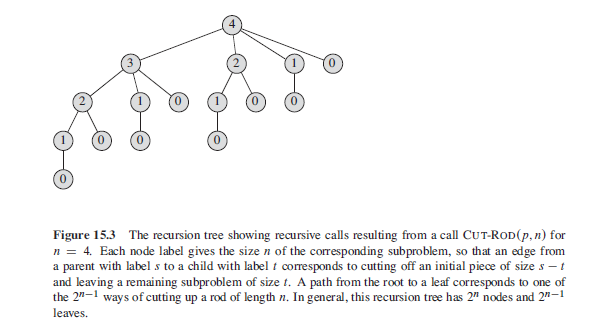 4
3 2 1 0
2 1 0 1 0 0
1 0 0 0
0
Figure 15.3 The recursion tree showing recursive calls resulting from a call CUT-ROD(p, n) for
n = 4. Each node label gives the size n of the corresponding subproblem, so that an edge from
a parent with label s to a child with label t corresponds to cutting off an initial piece of size s − t
and leaving a remaining subproblem of size t. A path from the root to a leaf corresponds to one of
the 2ⁿ⁻¹ ways of cutting up a rod of length n. In general, this recursion tree has 2ⁿ nodes and 2ⁿ⁻¹
leaves.